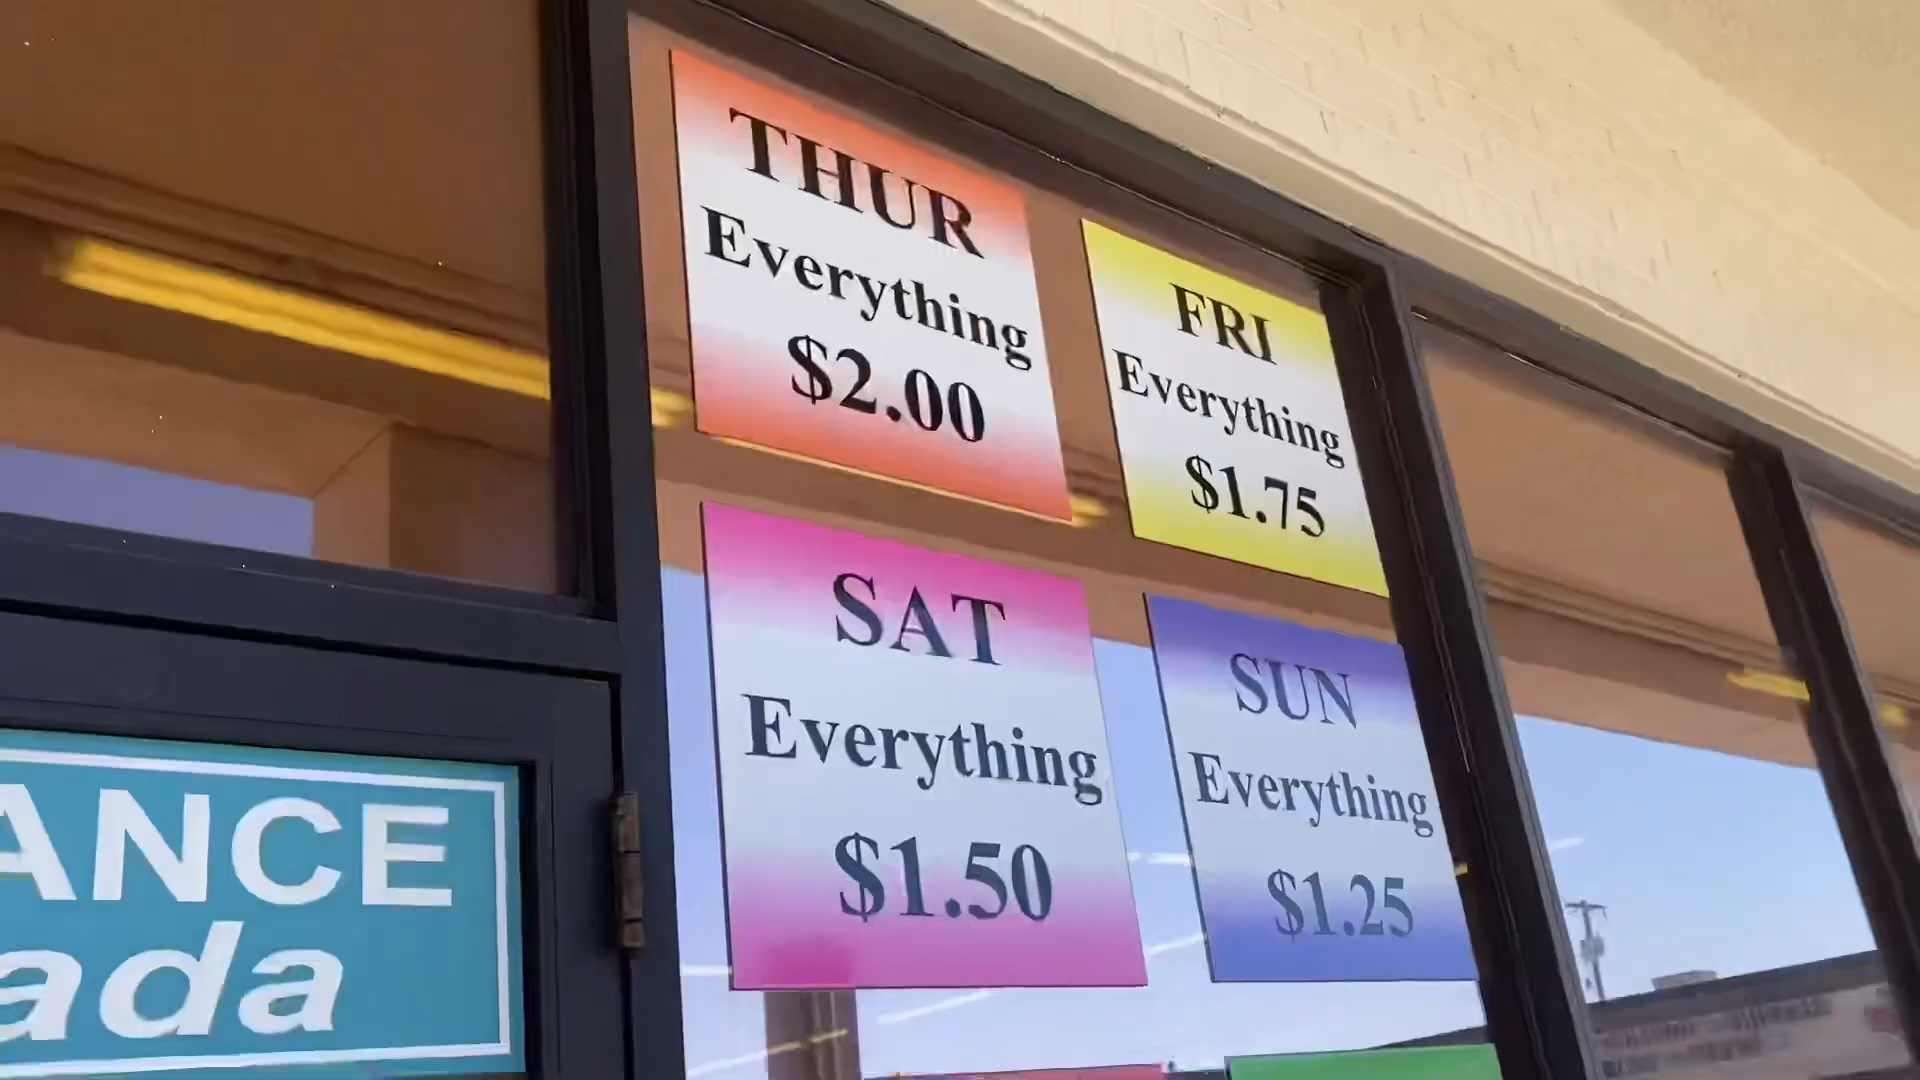 THUR
Everything
$2.00
FRI
Everything
$1.75
SAT
Everything
$1.50
SUN
Everything
$1.25
ANCE
ada